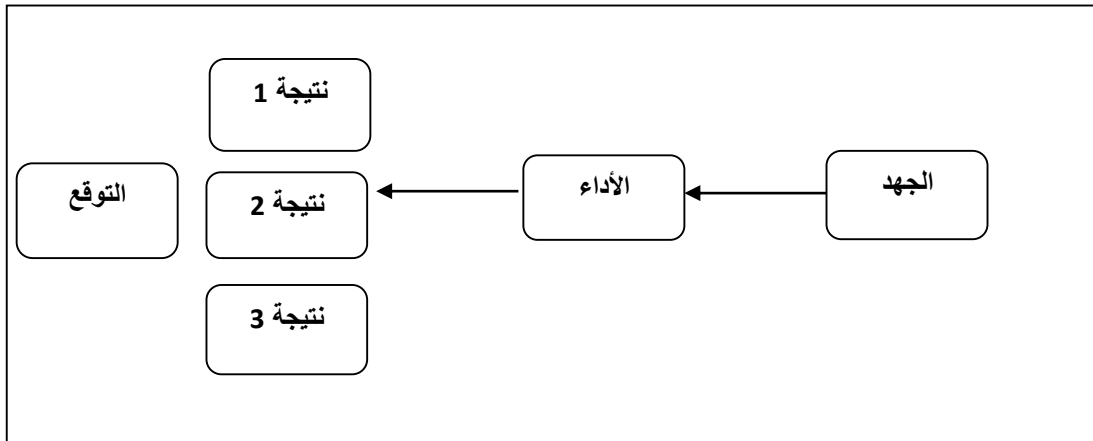 الجهد
الأداء
نتيجة 1
نتيجة 2
نتيجة 3
التوقع